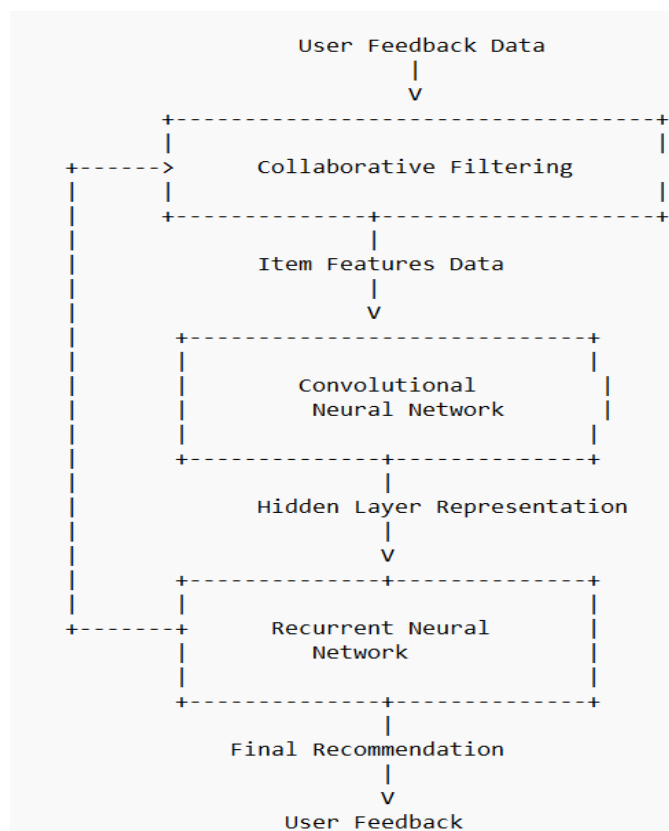 User Feedback Data
Collaborative Filtering
Item Features Data
Convolutional
Neural Network
Hidden Layer Representation
Recurrent Neural
Network
Final Recommendation
User Feedback